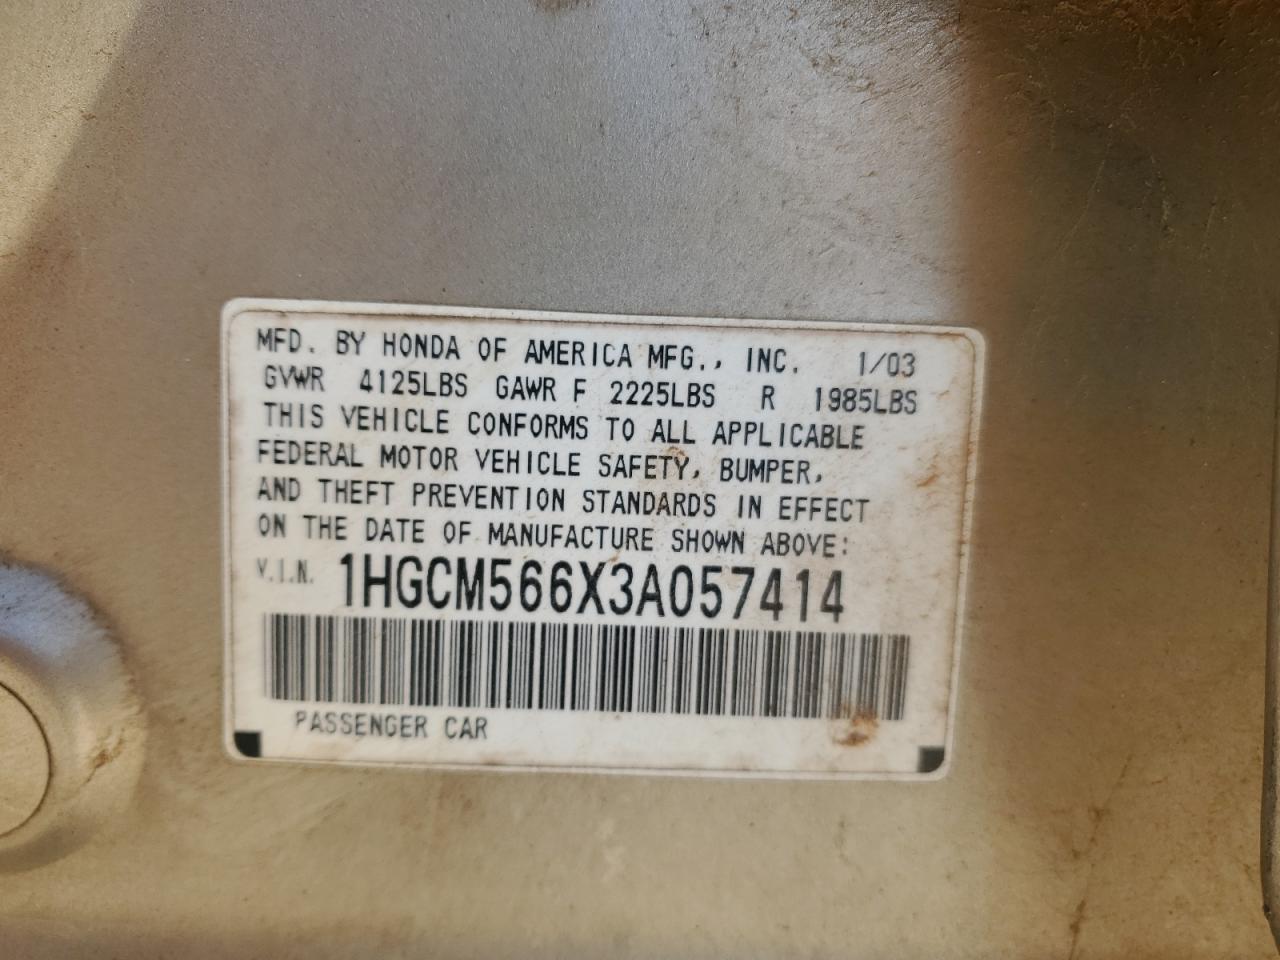 MFD. BY HONDA OF AMERICA MFG., INC. 1/03
GVWR 4125LBS GAWR F 2225LBS R 1985LBS
THIS VEHICLE CONFORMS TO ALL APPLICABLE
FEDERAL MOTOR VEHICLE SAFETY, BUMPER,
AND THEFT PREVENTION STANDARDS IN EFFECT
ON THE DATE OF MANUFACTURE SHOWN ABOVE:
V.I.N. 1HGCM566X3A057414
PASSENGER CAR